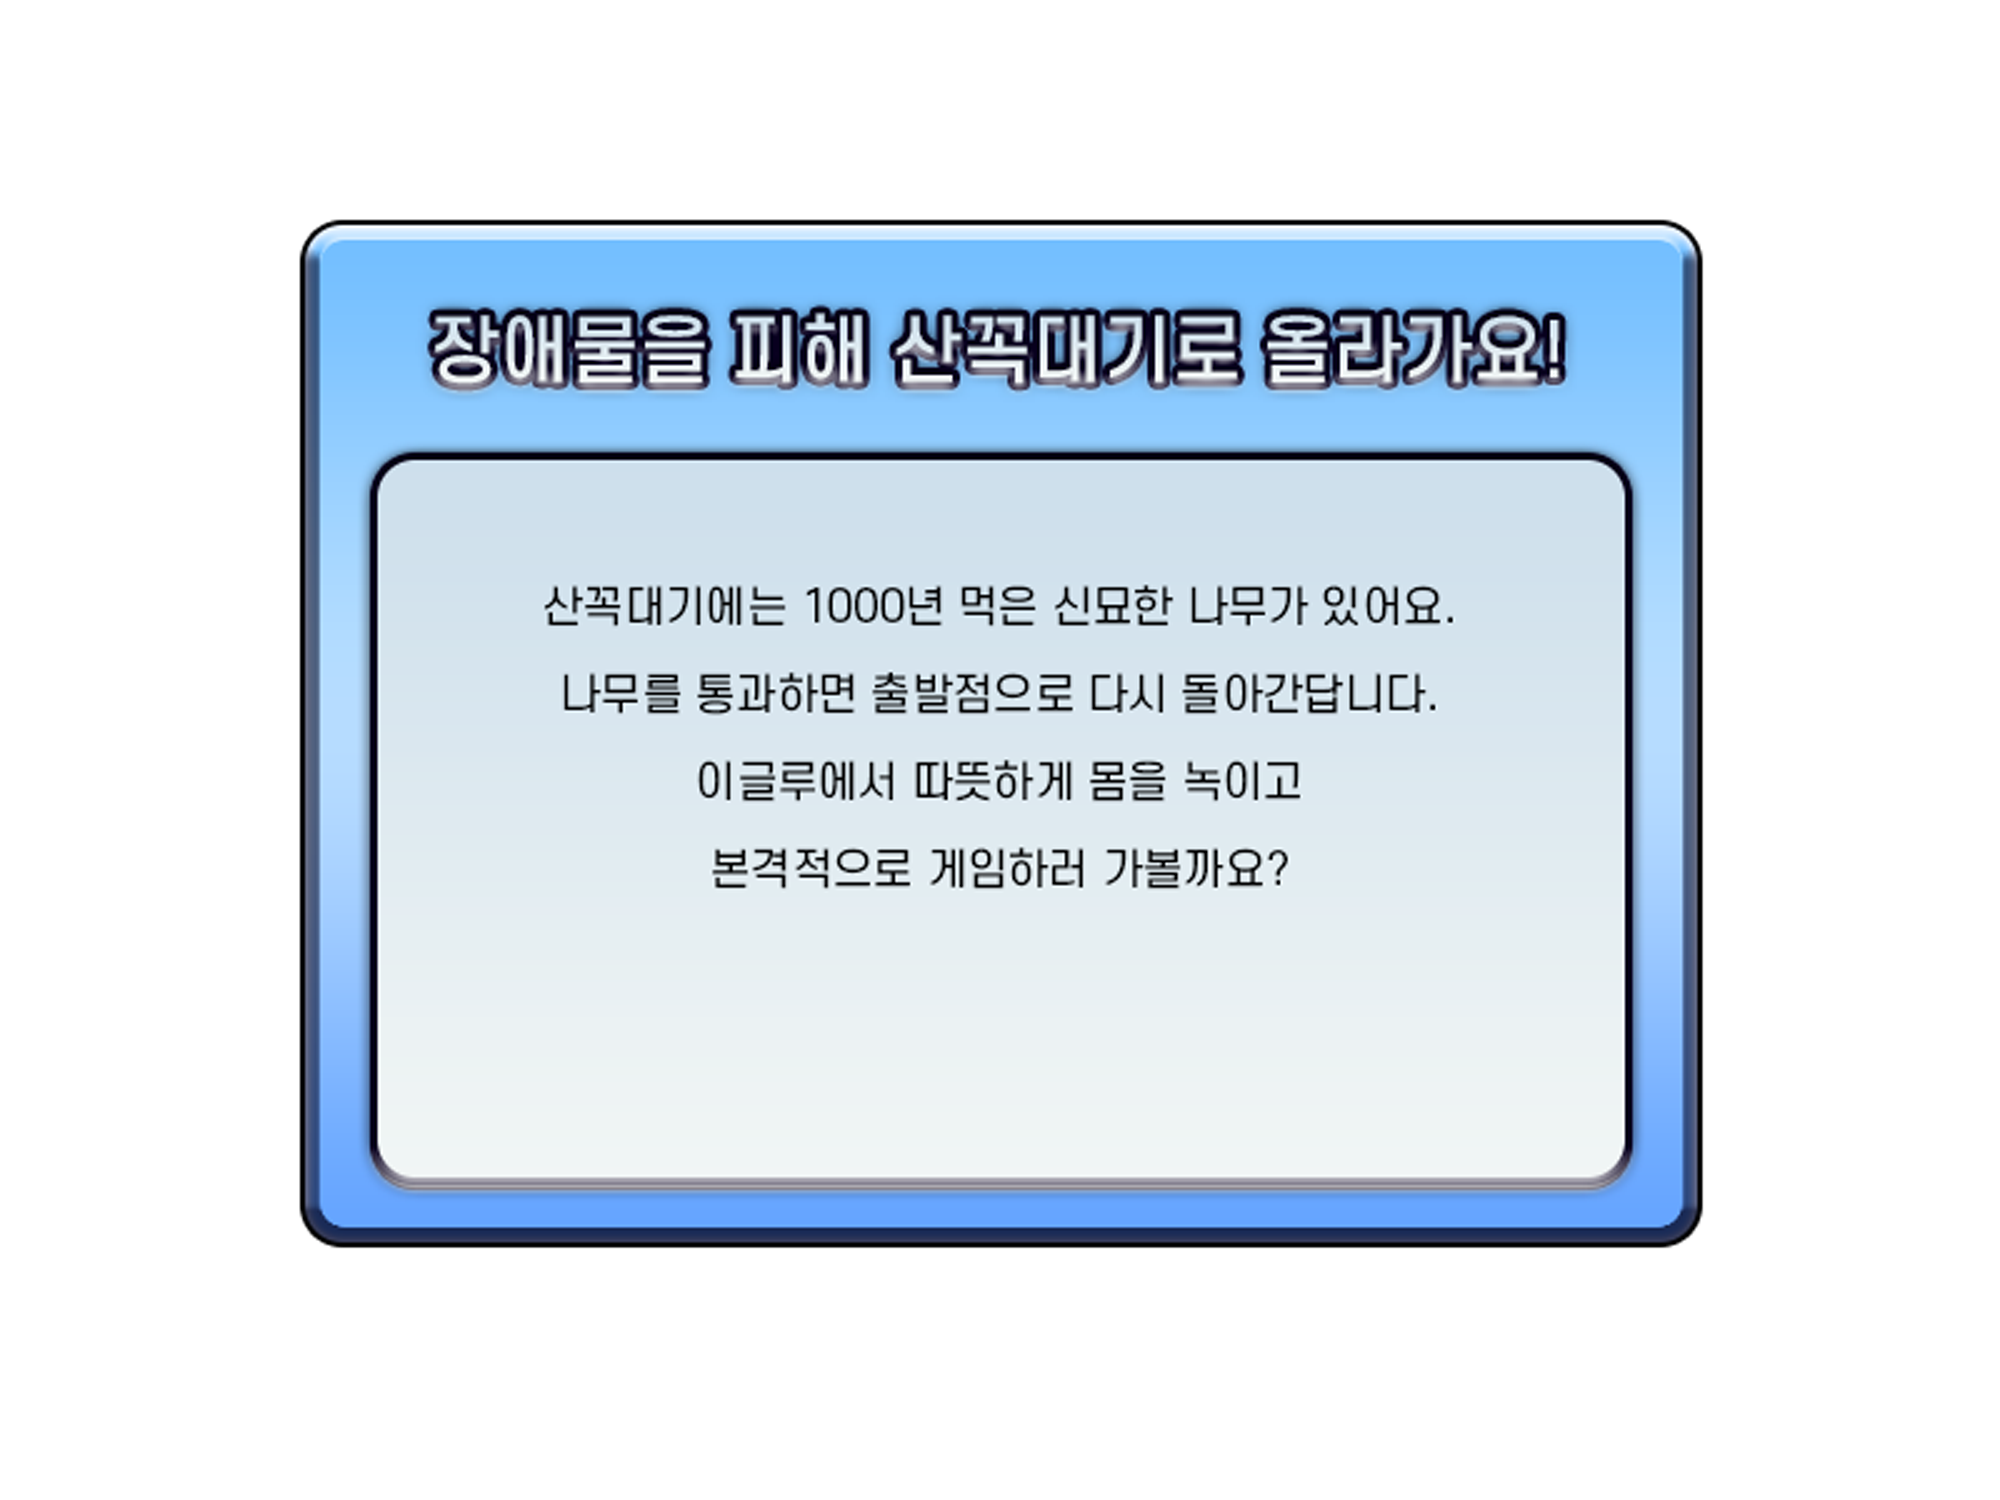 장애물을 피해 산꼭대기로 올라가요!
산꼭대기에는 1000년 먹은 신묘한 나무가 있어요.
나무를 통과하면 출발점으로 다시 돌아간답니다.
이글루에서 따뜻하게 몸을 녹이고
본격적으로 게임하러 가볼까요?